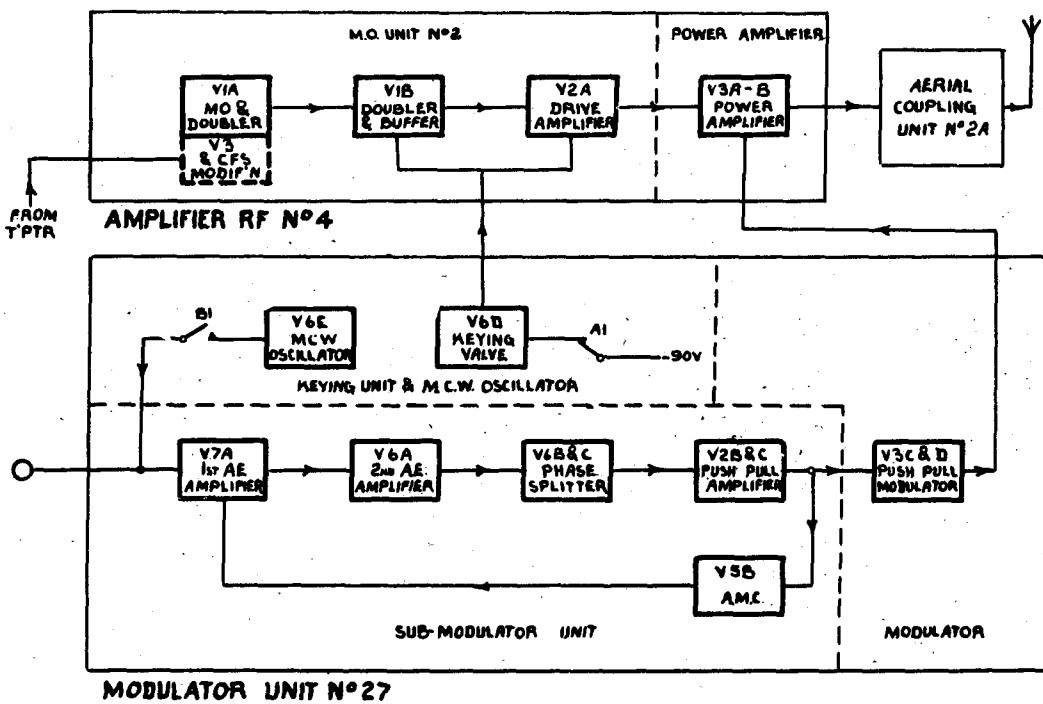 M.O. UNIT Nº2
POWER AMPLIFIER
V1A
MO &
DOUBLER
V3
& CFS
MODIF'N
V1B
DOUBLER
& BUFFER
V2A
DRIVE
AMPLIFIER
V3A-B
POWER
AMPLIFIER
AERIAL
COUPLING
UNIT Nº2A
FROM
T'PTR
AMPLIFIER RF Nº4
B1
V6E
MCW
OSCILLATOR
V6D
KEYING
VALVE
A1
-90V
KEYING UNIT & M.C.W. OSCILLATOR
V7A
1ST A.F.
AMPLIFIER
V6A
2ND A.F.
AMPLIFIER
V6B&C
PHASE
SPLITTER
V2B&C
PUSH PULL
AMPLIFIER
V3C & D
PUSH PULL
MODULATOR
V5B
A.M.C.
SUB-MODULATOR UNIT
MODULATOR
MODULATOR UNIT Nº27